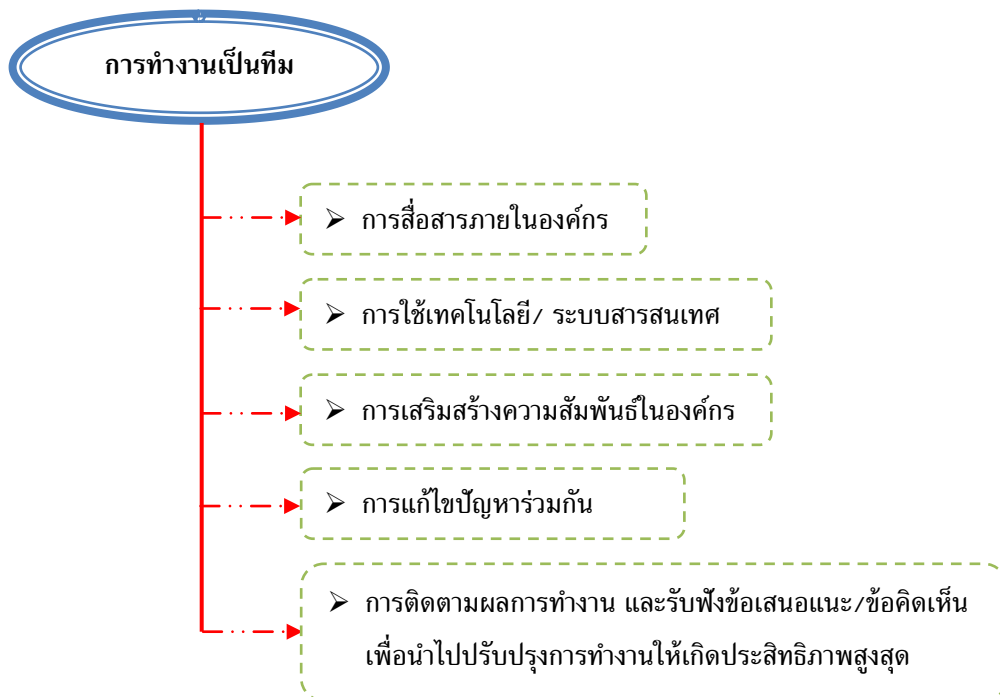 การทำงานเป็นทีม
➢ การสื่อสารภายในองค์กร
➢ การใช้เทคโนโลยี/ ระบบสารสนเทศ
➢ การเสริมสร้างความสัมพันธ์ในองค์กร
➢ การแก้ไขปัญหาร่วมกัน
➢ การติดตามผลการทำงาน และรับฟังข้อเสนอแนะ/ข้อคิดเห็น
เพื่อนำไปปรับปรุงการทำงานให้เกิดประสิทธิภาพสูงสุด